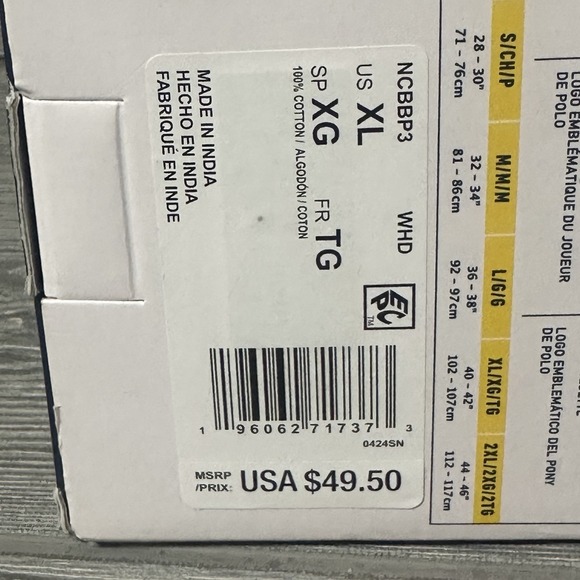 NCBBP3 WHD
US XL
SP XG FR TG
100% COTTON / ALGODÓN / COTON
MADE IN INDIA
HECHO EN INDIA
FABRIQUÉ EN INDE
ECP TM
1 96062 71737 3
0424SN
MSRP
/PRIX: USA $49.50
S/CH/P
28 - 30"
71 - 76cm
M/M/M
32 - 34"
81 - 86cm
L/G/G
36 - 38"
92 - 97cm
XL/XG/TG
40 - 42"
102 - 107cm
2XL/2XG/2TG
44 - 46"
112 - 117cm
LOGO EMBLÉMATIQUE DU JOUEUR
DE POLO
LOGO EMBLEMÁTICO DEL PONY
DE POLO